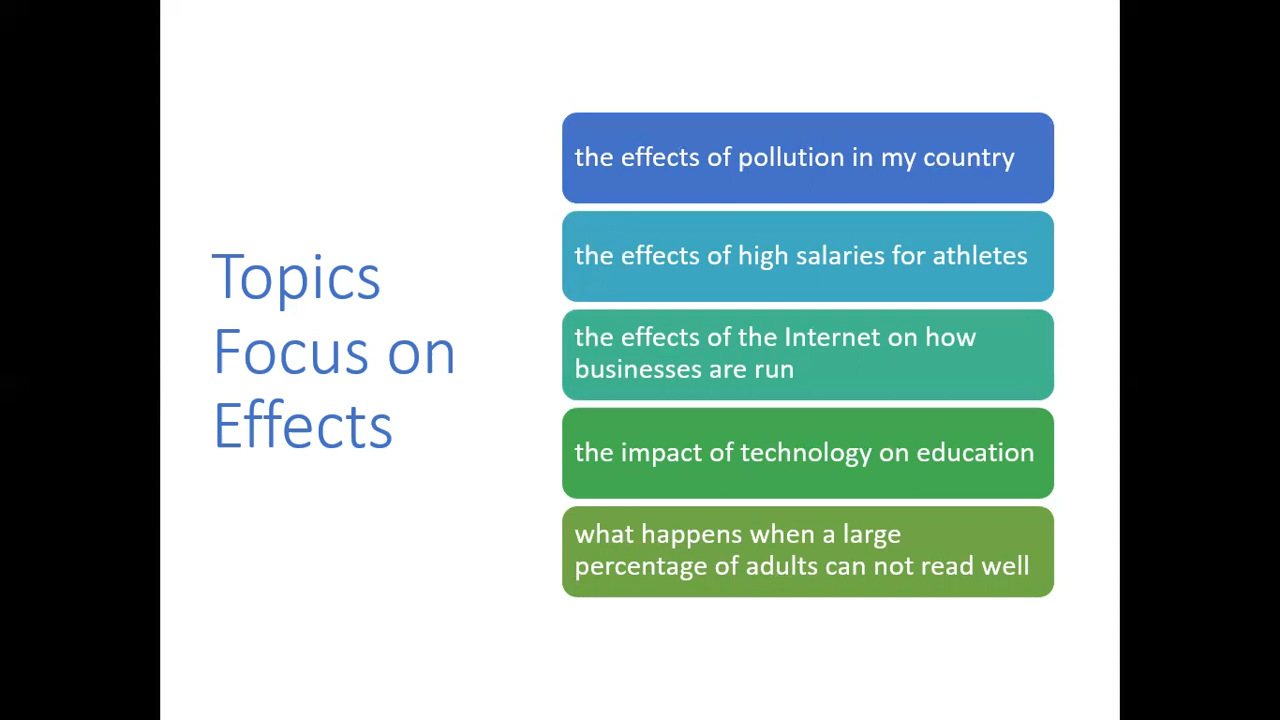 Topics
Focus on
Effects
the effects of pollution in my country
the effects of high salaries for athletes
the effects of the Internet on how
businesses are run
the impact of technology on education
what happens when a large
percentage of adults can not read well